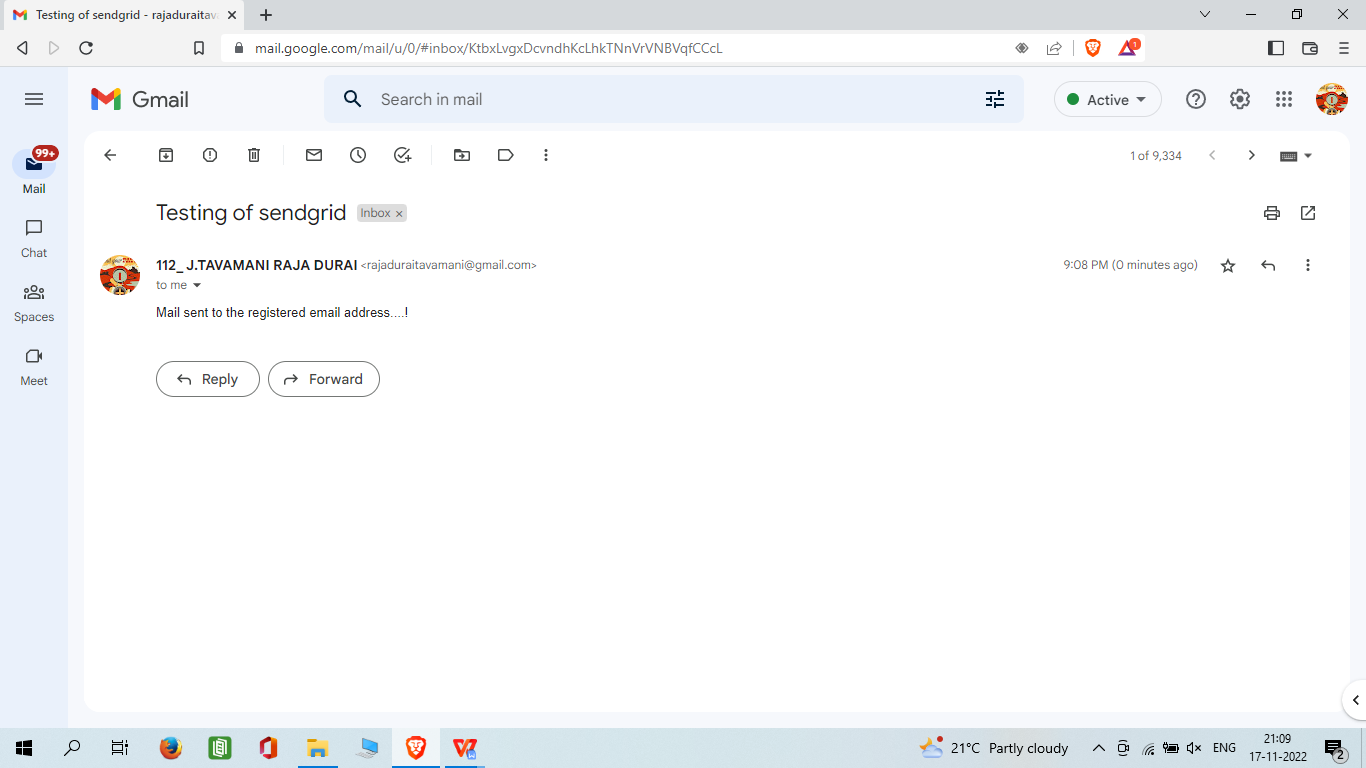 Testing of sendgrid - rajaduraitav
mail.google.com/mail/u/0/#inbox/KtbxLvgxDcvndhKcLhkTNnVrVNBVqfCCcL
1
Gmail
Search in mail
Active
99+
Mail
Chat
Spaces
Meet
1 of 9,334
Testing of sendgrid Inbox ×
112_ J.TAVAMANI RAJA DURAI <rajaduraitavamani@gmail.com>
9:08 PM (0 minutes ago)
to me
Mail sent to the registered email address....!
Reply
Forward
21°C Partly cloudy
ENG
21:09
17-11-2022
2